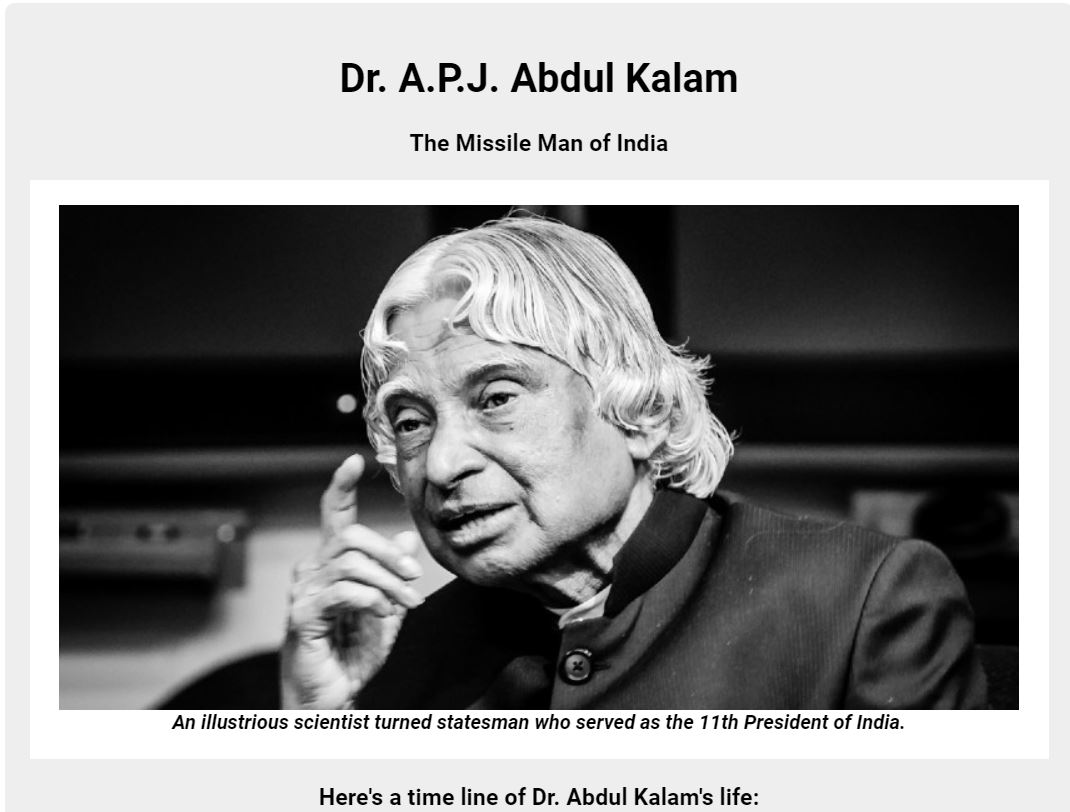 Dr. A.P.J. Abdul Kalam
The Missile Man of India
An illustrious scientist turned statesman who served as the 11th President of India.
Here's a time line of Dr. Abdul Kalam's life: